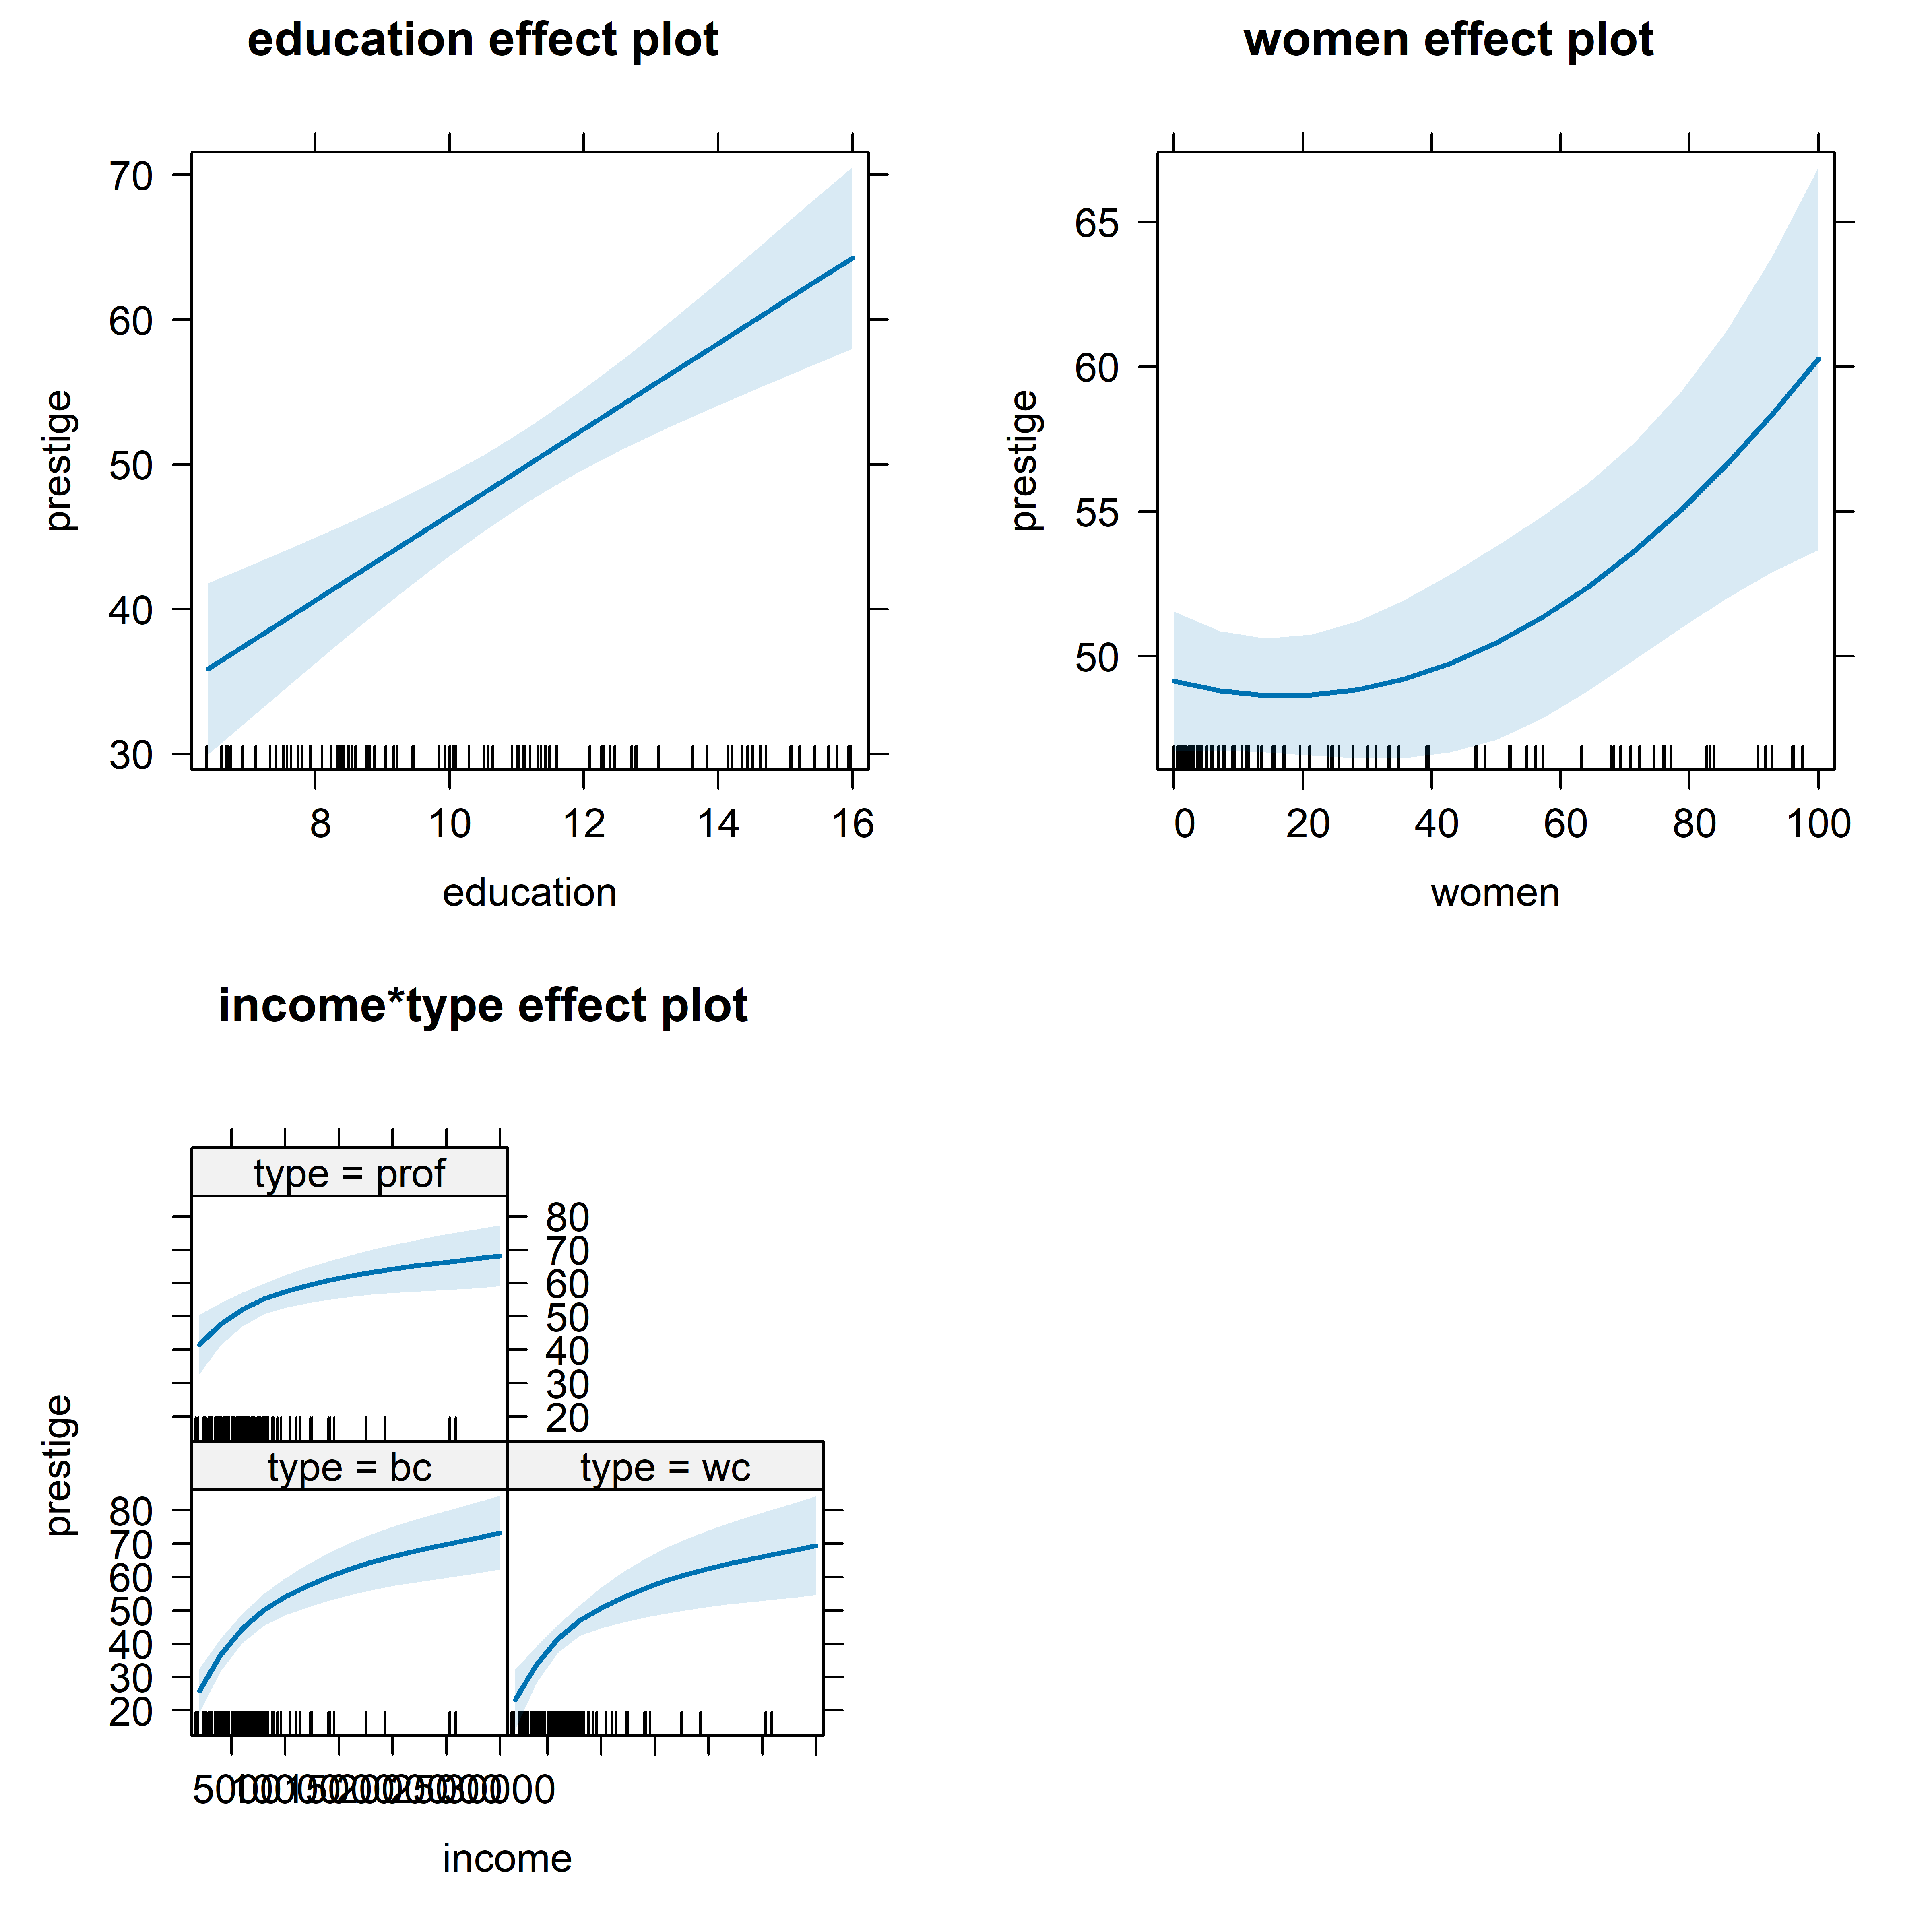 education effect plot
70
60
50
40
30
prestige
8 10 12 14 16
education
women effect plot
65
60
55
50
prestige
0 20 40 60 80 100
women
income*type effect plot
type = prof
80
70
60
50
40
30
20
prestige
type = bc type = wc
80
70
60
50
40
30
20
income